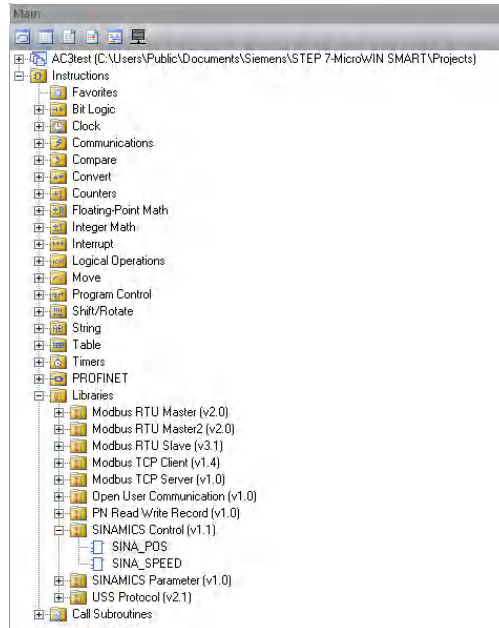 Main
AC3test (C:\Users\Public\Documents\Siemens\STEP 7-MicroWIN SMART\Projects)
Instructions
Favorites
Bit Logic
Clock
Communications
Compare
Convert
Counters
Floating-Point Math
Integer Math
Interrupt
Logical Operations
Move
Program Control
Shift/Rotate
String
Table
Timers
PROFINET
Libraries
Modbus RTU Master (v2.0)
Modbus RTU Master2 (v2.0)
Modbus RTU Slave (v3.1)
Modbus TCP Client (v1.4)
Modbus TCP Server (v1.0)
Open User Communication (v1.0)
PN Read Write Record (v1.0)
SINAMICS Control (v1.1)
SINA_POS
SINA_SPEED
SINAMICS Parameter (v1.0)
USS Protocol (v2.1)
Call Subroutines